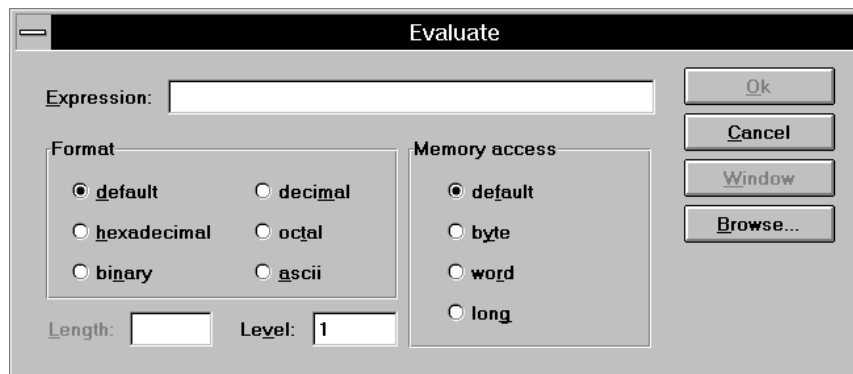 Evaluate
Expression:
Ok
Cancel
Window
Browse...
Format
default
decimal
hexadecimal
octal
binary
ascii
Length:
Level: 1
Memory access
default
byte
word
long